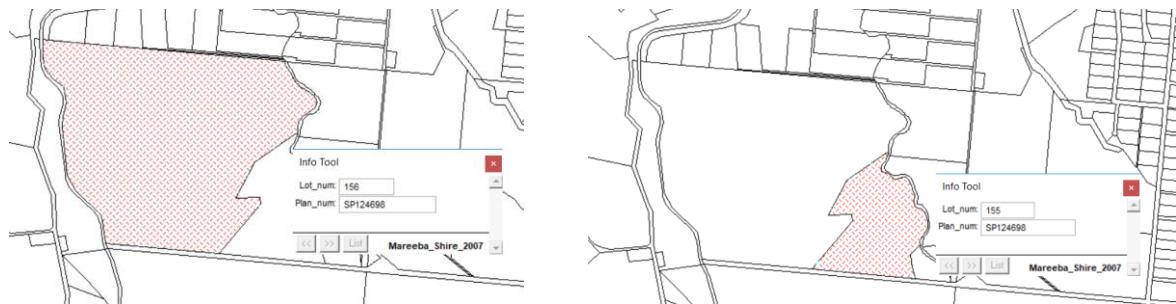 Info Tool
Lot_num: 156
Plan_num: SP124698
<< >> List Mareeba_Shire_2007
Info Tool
Lot_num: 155
Plan_num: SP124698
<< >> List Mareeba_Shire_2007